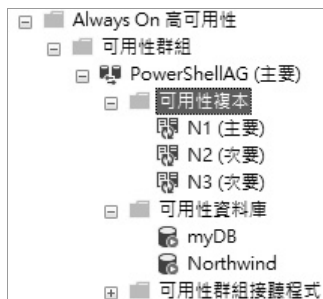 Always On 高可用性
可用性群組
PowerShellAG (主要)
可用性複本
N1 (主要)
N2 (次要)
N3 (次要)
可用性資料庫
myDB
Northwind
可用性群組接聽程式